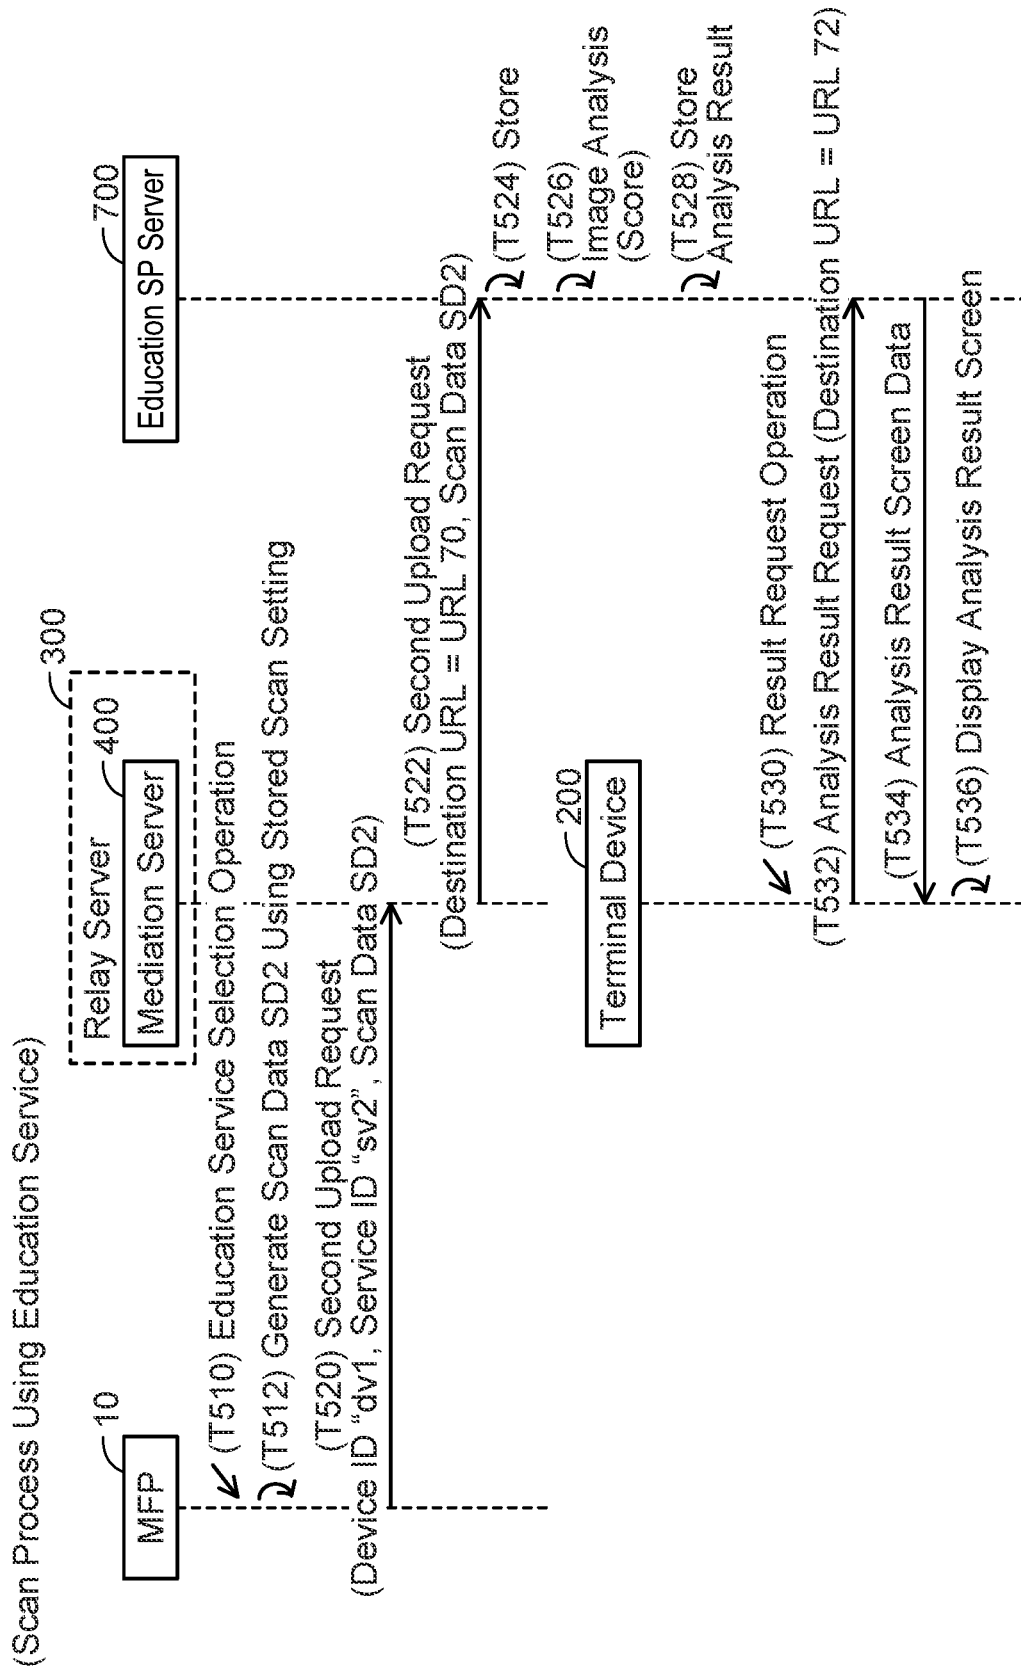 (Scan Process Using Education Service)
300
Relay Server
10
400
700
MFP
Mediation Server
Education SP Server
(T510) Education Service Selection Operation
(T512) Generate Scan Data SD2 Using Stored Scan Setting
(T520) Second Upload Request
(Device ID “dv1, Service ID “sv2”, Scan Data SD2)
(T522) Second Upload Request
(Destination URL = URL 70, Scan Data SD2)
(T524) Store
(T526)
Image Analysis
(Score)
(T528) Store
Analysis Result
200
Terminal Device
(T530) Result Request Operation
(T532) Analysis Result Request (Destination URL = URL 72)
(T534) Analysis Result Screen Data
(T536) Display Analysis Result Screen